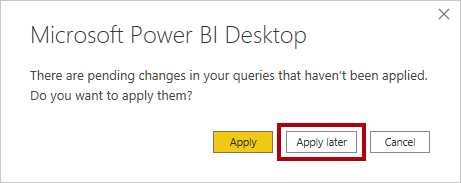 Microsoft Power BI Desktop
There are pending changes in your queries that haven't been applied.
Do you want to apply them?
Apply
Apply later
Cancel